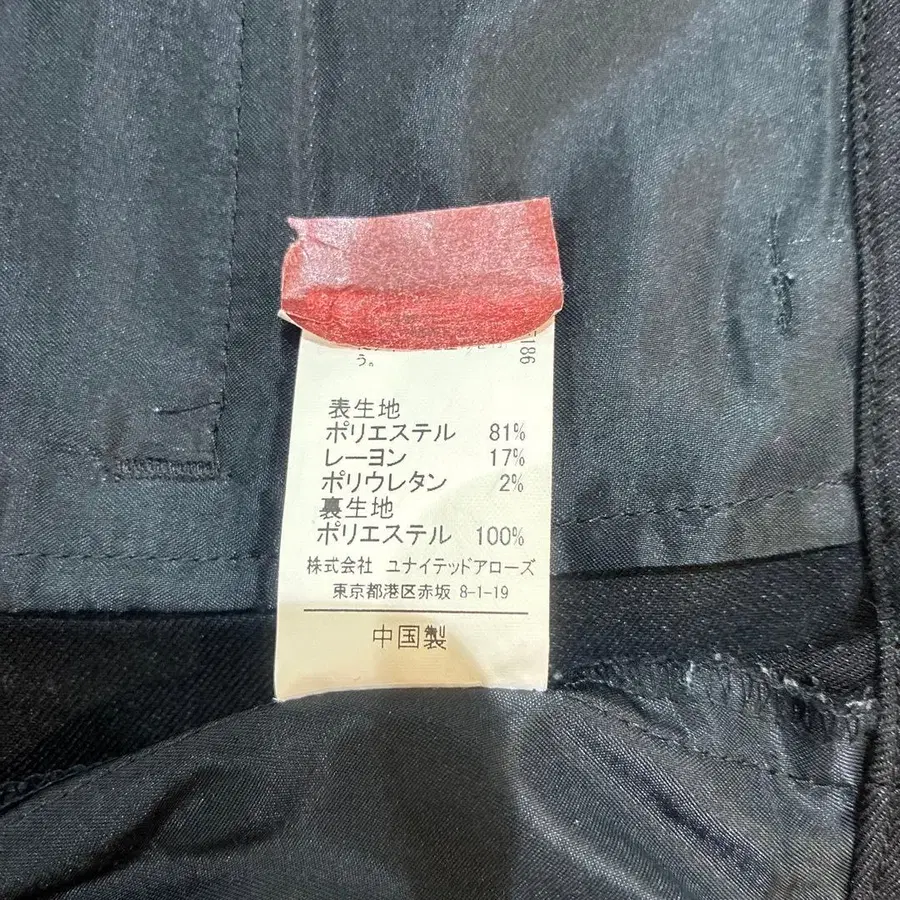 う。
186
表生地
ポリエステル 81%
レーヨン 17%
ポリウレタン 2%
裏生地
ポリエステル 100%
株式会社 ユナイテッドアローズ
東京都港区赤坂 8-1-19
中国製